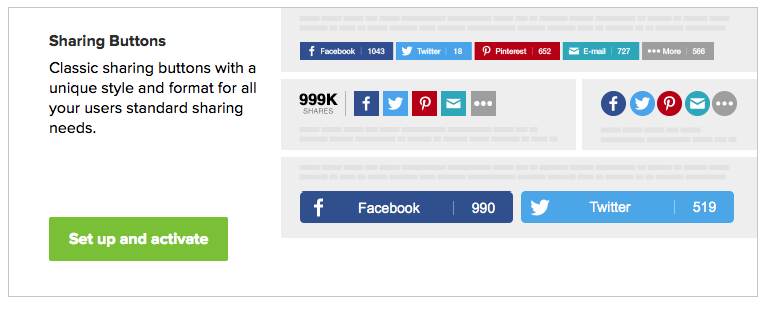 Sharing Buttons
Classic sharing buttons with a
unique style and format for all
your users standard sharing
needs.
Set up and activate
Facebook 1043 Twitter 18 Pinterest 652 E-mail 727 More 566
999K
SHARES
Facebook 990 Twitter 519